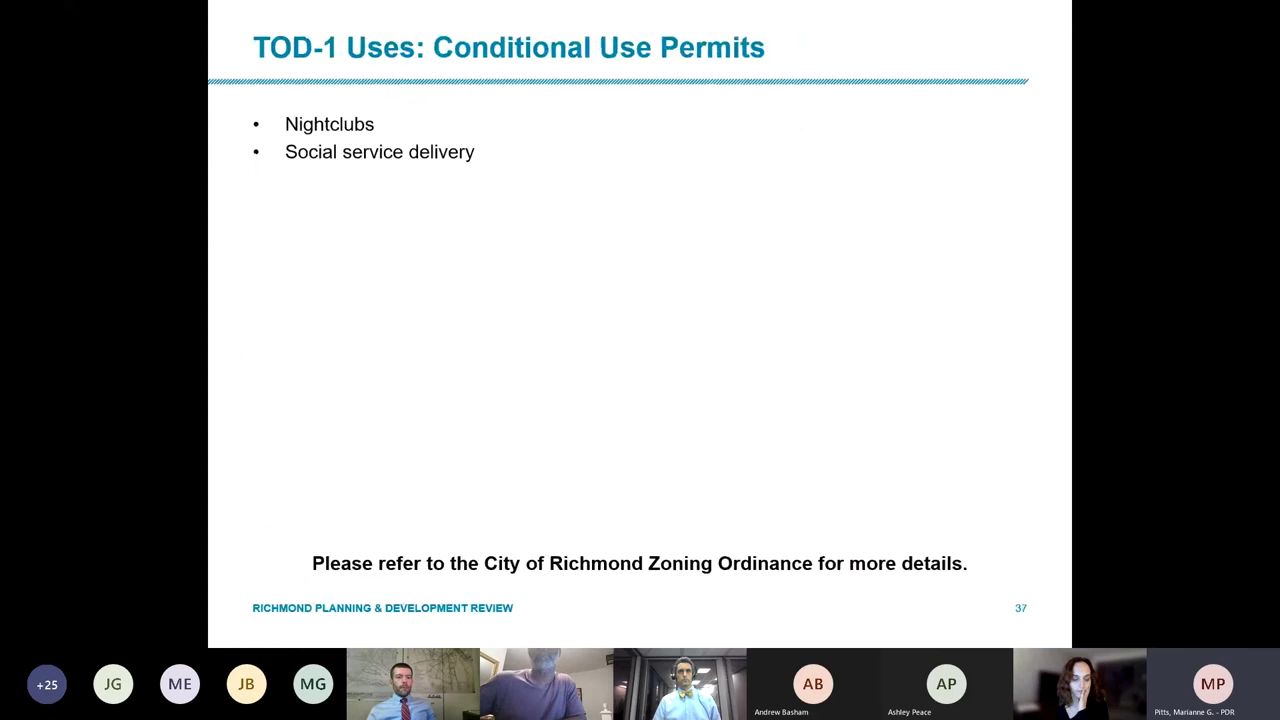 TOD-1 Uses: Conditional Use Permits
• Nightclubs
• Social service delivery
Please refer to the City of Richmond Zoning Ordinance for more details.
RICHMOND PLANNING & DEVELOPMENT REVIEW 37
+25 JG ME JB MG AB AP MP
Andrew Basham Ashley Peace Pitts, Marianne G. - PDR